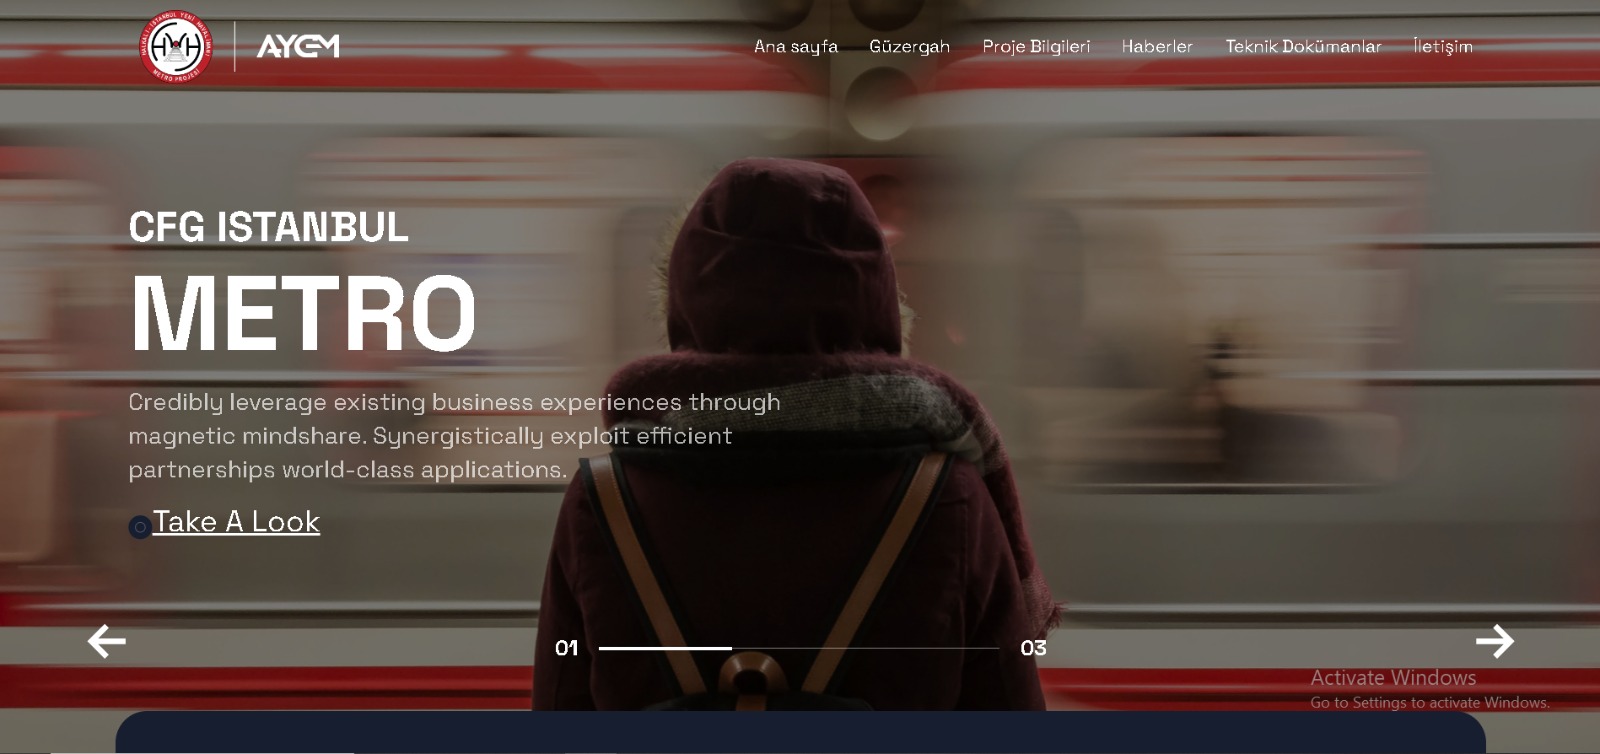 HALKALI - İSTANBUL YENİ HAVALİMANI
METRO PROJESİ
AYGM
Ana sayfa
Güzergah
Proje Bilgileri
Haberler
Teknik Dokümanlar
İletişim
CFG ISTANBUL
METRO
Credibly leverage existing business experiences through
magnetic mindshare. Synergistically exploit efficient
partnerships world-class applications.
Take A Look
01
03
Activate Windows
Go to Settings to activate Windows.